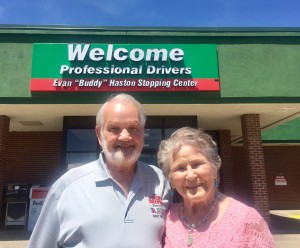 Welcome
Professional Drivers
Evan "Buddy" Haston Stopping Center